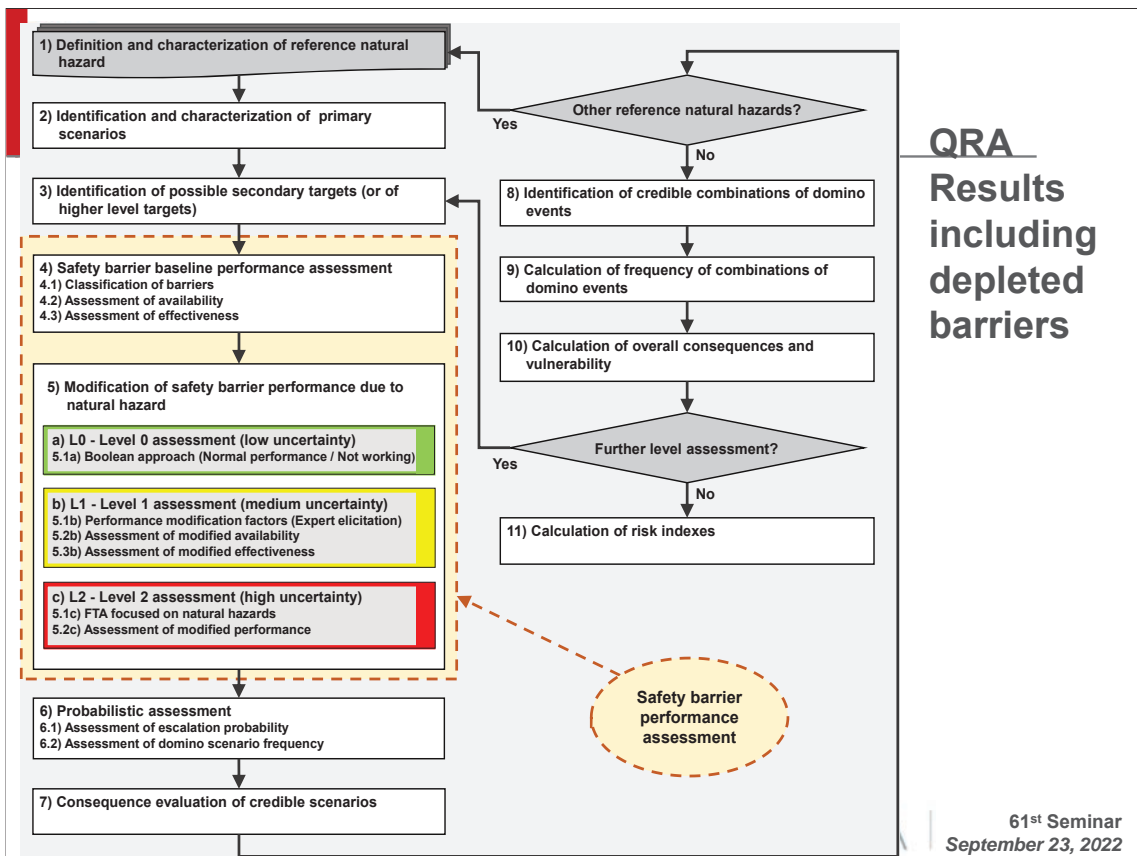 1) Definition and characterization of reference natural
hazard
2) Identification and characterization of primary
scenarios
3) Identification of possible secondary targets (or of
higher level targets)
4) Safety barrier baseline performance assessment
4.1) Classification of barriers
4.2) Assessment of availability
4.3) Assessment of effectiveness
5) Modification of safety barrier performance due to
natural hazard
a) L0 - Level 0 assessment (low uncertainty)
5.1a) Boolean approach (Normal performance / Not working)
b) L1 - Level 1 assessment (medium uncertainty)
5.1b) Performance modification factors (Expert elicitation)
5.2b) Assessment of modified availability
5.3b) Assessment of modified effectiveness
c) L2 - Level 2 assessment (high uncertainty)
5.1c) FTA focused on natural hazards
5.2c) Assessment of modified performance
6) Probabilistic assessment
6.1) Assessment of escalation probability
6.2) Assessment of domino scenario frequency
7) Consequence evaluation of credible scenarios
Other reference natural hazards?
Yes
No
8) Identification of credible combinations of domino
events
9) Calculation of frequency of combinations of
domino events
10) Calculation of overall consequences and
vulnerability
Further level assessment?
Yes
No
11) Calculation of risk indexes
Safety barrier
performance
assessment
QRA
Results
including
depleted
barriers
61st Seminar
September 23, 2022